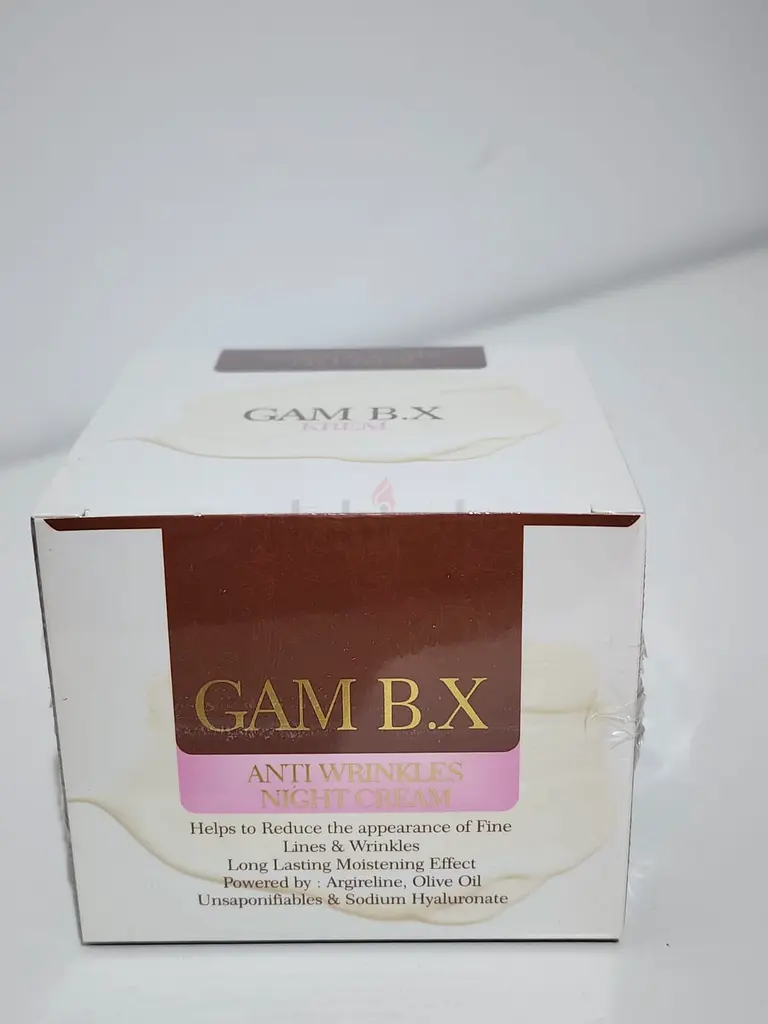 GAM B.X
KREM
GAM B.X
ANTI WRINKLES
NIGHT CREAM
Helps to Reduce the appearance of Fine
Lines & Wrinkles
Long Lasting Moistening Effect
Powered by : Argireline, Olive Oil
Unsaponifiables & Sodium Hyaluronate